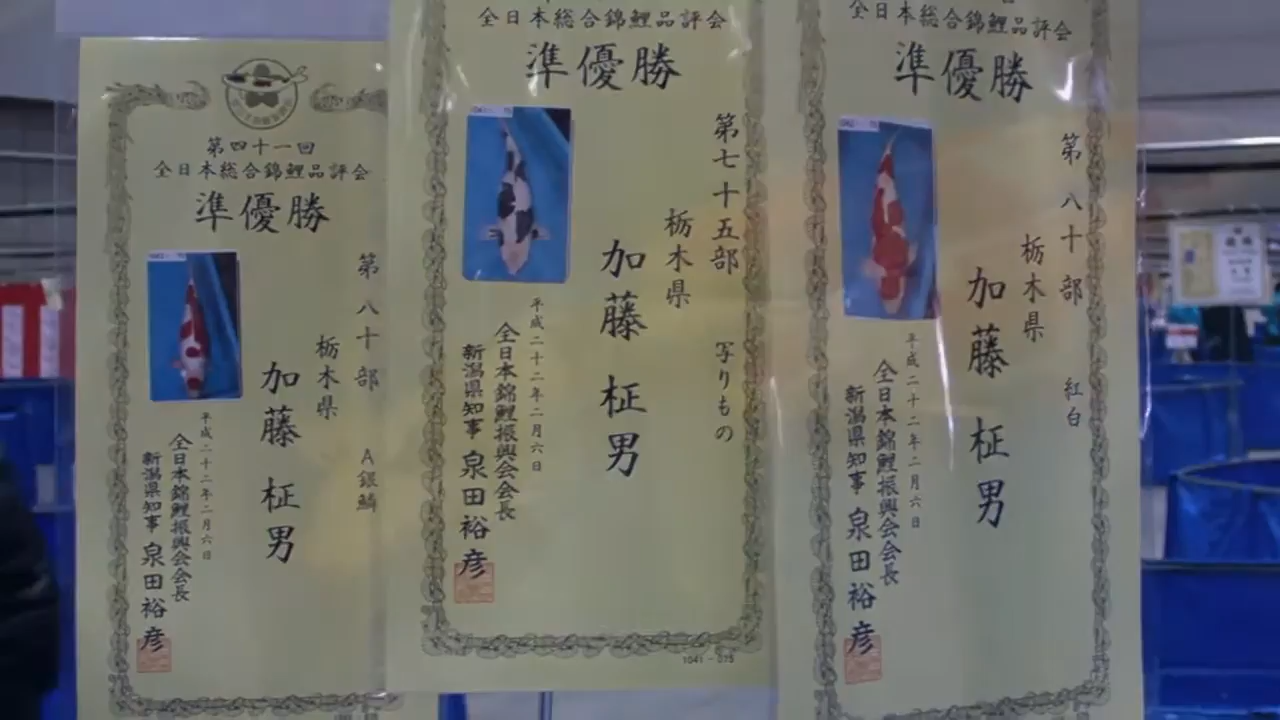 第四十一回
全日本総合錦鯉品評会
準優勝
第八十部 A銀鱗
栃木県
加藤 柾男
平成二十二年二月六日
全日本錦鯉振興会会長
新潟県知事 泉田裕彦
全日本総合錦鯉品評会
準優勝
第七十五部 写りもの
栃木県
加藤 柾男
平成二十二年二月六日
全日本錦鯉振興会会長
新潟県知事 泉田裕彦
1041-075
全日本総合錦鯉品評会
準優勝
第八十部 紅白
栃木県
加藤 柾男
平成二十二年二月六日
全日本錦鯉振興会会長
新潟県知事 泉田裕彦